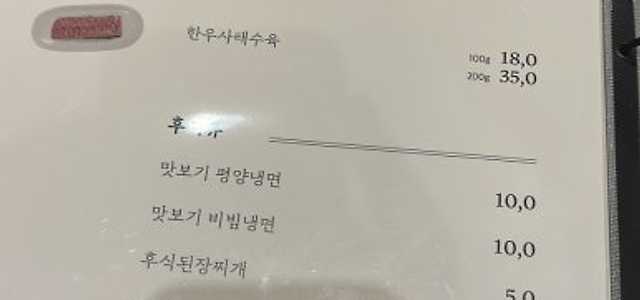 한우사태수육
100g 18,0
200g 35,0
맛보기 평양냉면 10,0
맛보기 비빔냉면 10,0
후식된장찌개 5,0